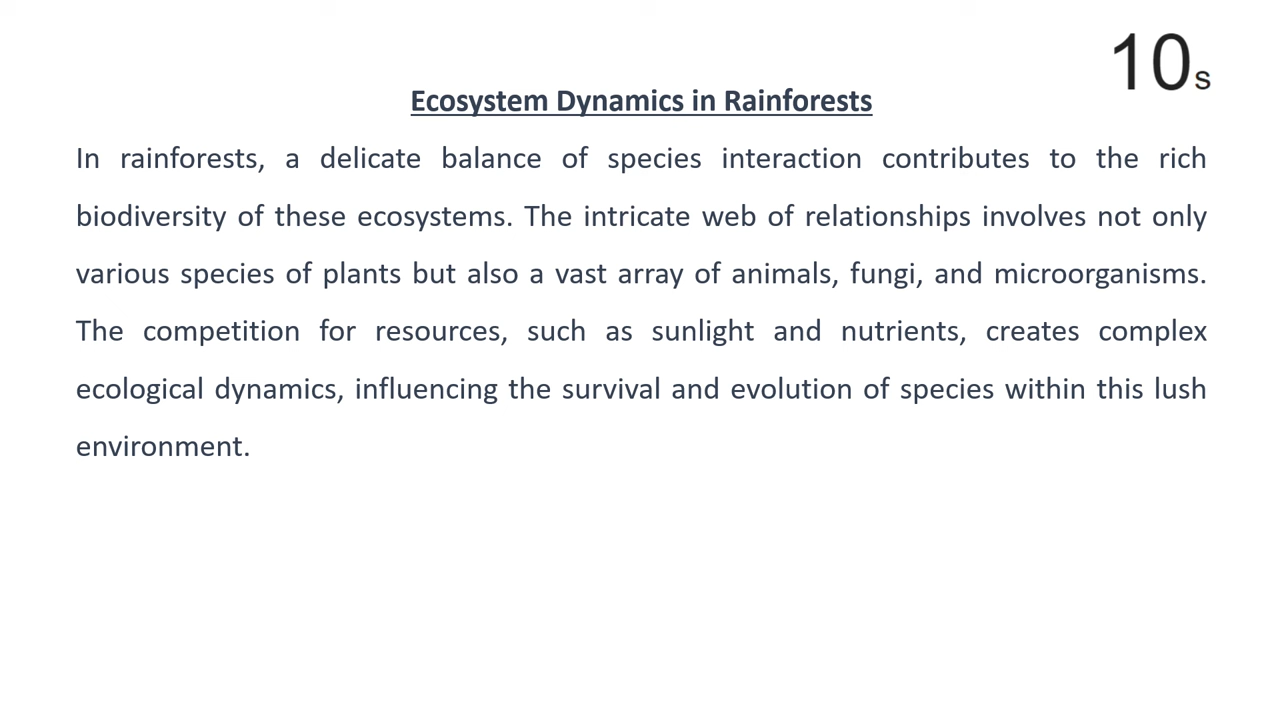 10s
Ecosystem Dynamics in Rainforests
In rainforests, a delicate balance of species interaction contributes to the rich
biodiversity of these ecosystems. The intricate web of relationships involves not only
various species of plants but also a vast array of animals, fungi, and microorganisms.
The competition for resources, such as sunlight and nutrients, creates complex
ecological dynamics, influencing the survival and evolution of species within this lush
environment.